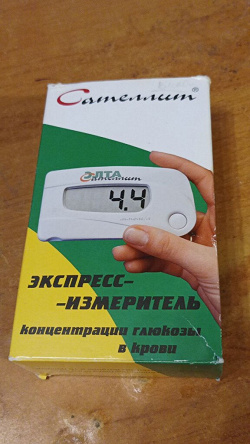 Сателлит®
ЭЛТА
Сателлит
4.4
ЭКСПРЕСС-
-ИЗМЕРИТЕЛЬ
концентрации глюкозы
в крови